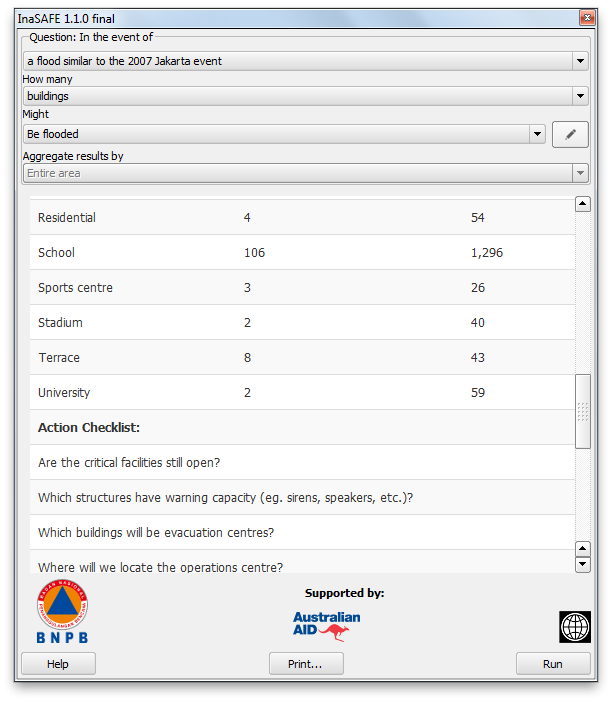 InaSAFE 1.1.0 final
Question: In the event of
a flood similar to the 2007 Jakarta event
How many
buildings
Might
Be flooded
Aggregate results by
Entire area
Residential 4 54
School 106 1,296
Sports centre 3 26
Stadium 2 40
Terrace 8 43
University 2 59
Action Checklist:
Are the critical facilities still open?
Which structures have warning capacity (eg. sirens, speakers, etc.)?
Which buildings will be evacuation centres?
Where will we locate the operations centre?
BADAN NASIONAL
PENANGGULANGAN BENCANA
BNPB
Supported by:
Australian
AID
Help Print... Run